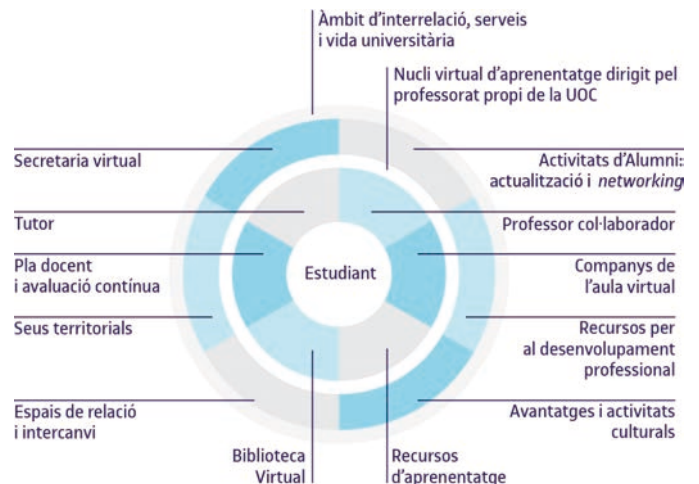 Àmbit d’interrelació, serveis
i vida universitària
Nucli virtual d’aprenentatge dirigit pel
professorat propi de la UOC
Secretaria virtual
Activitats d’Alumni:
actualització i networking
Tutor
Professor col·laborador
Pla docent
i avaluació contínua
Estudiant
Companys de
l’aula virtual
Seus territorials
Recursos per
al desenvolupament
professional
Espais de relació
i intercanvi
Avantatges i activitats
culturals
Biblioteca
Virtual
Recursos
d’aprenentatge